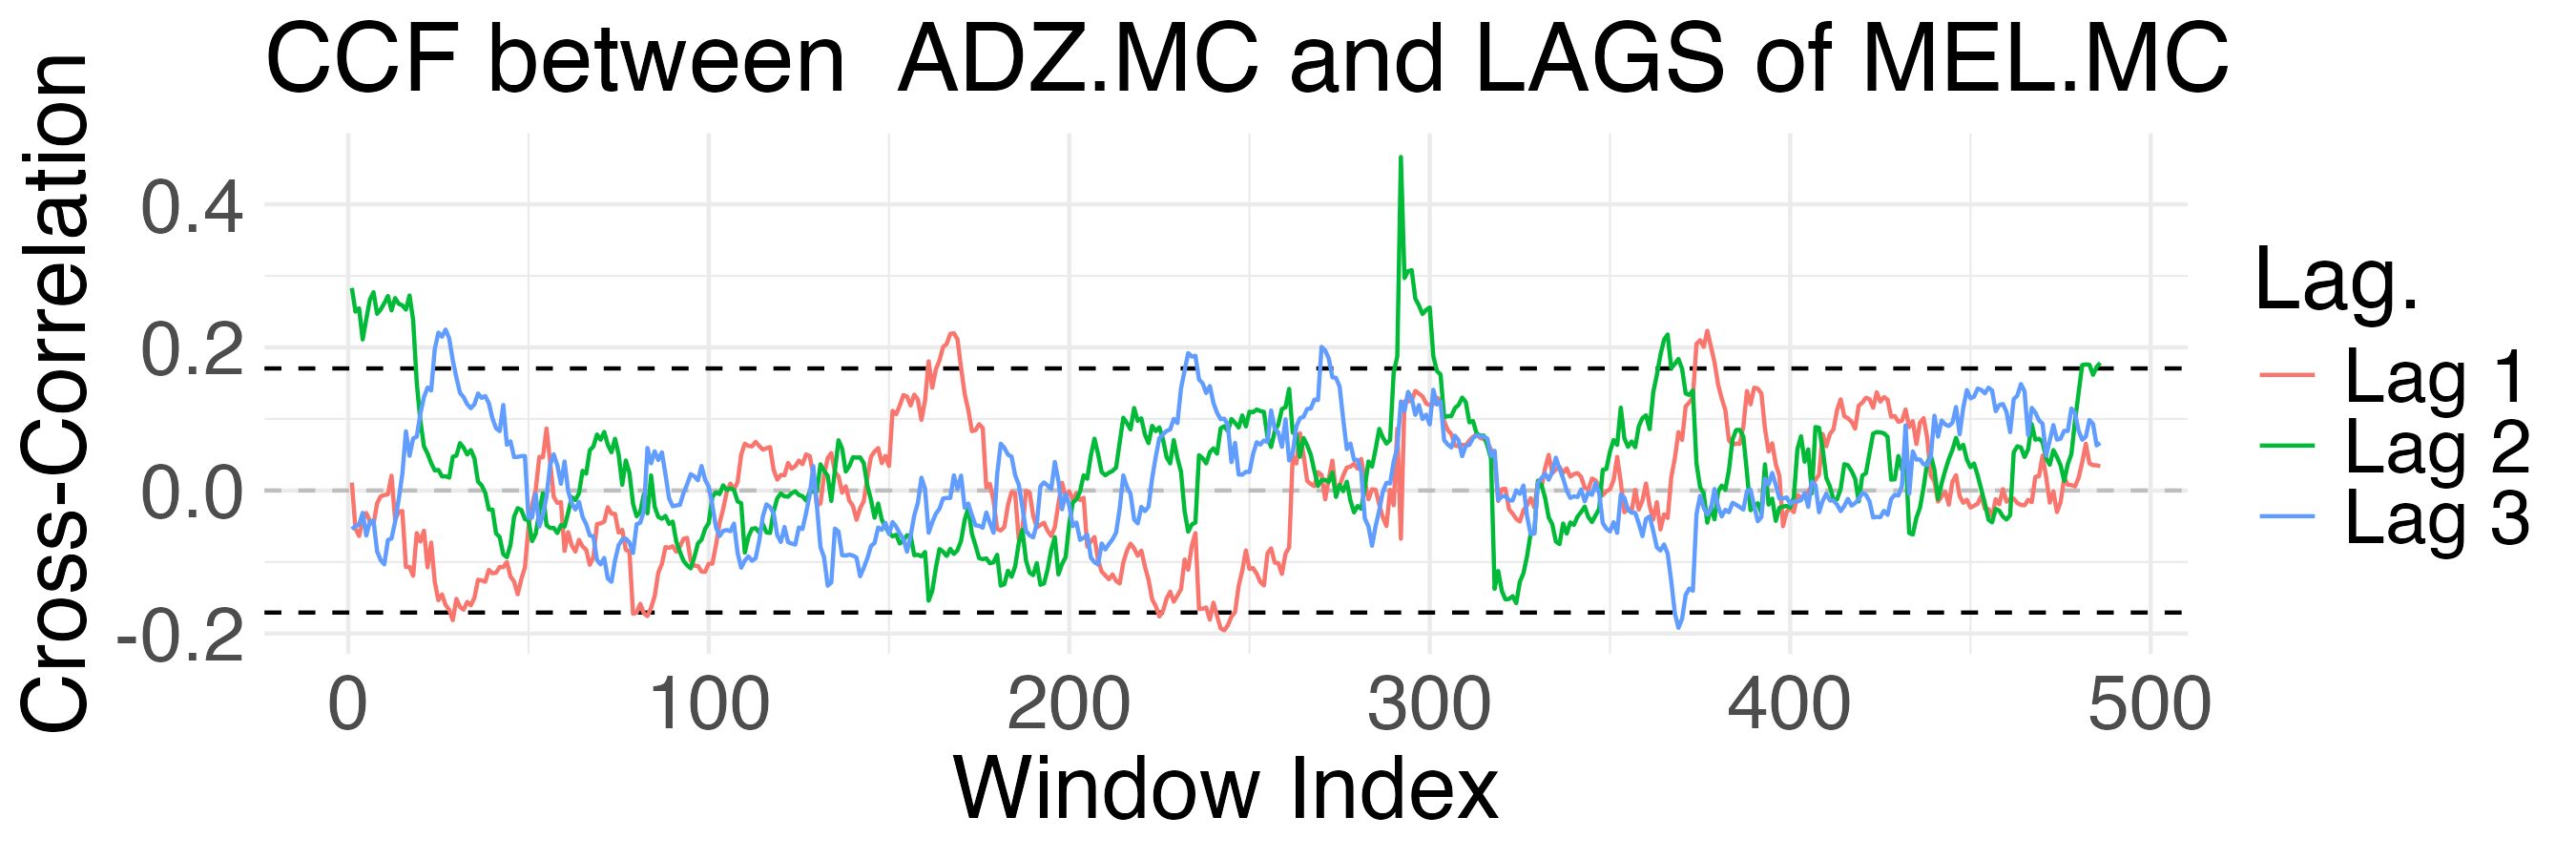 CCF between  ADZ.MC and LAGS of MEL.MC
Cross-Correlation
0.4
0.2
0.0
-0.2
0 100 200 300 400 500
Window Index
Lag.
Lag 1
Lag 2
Lag 3